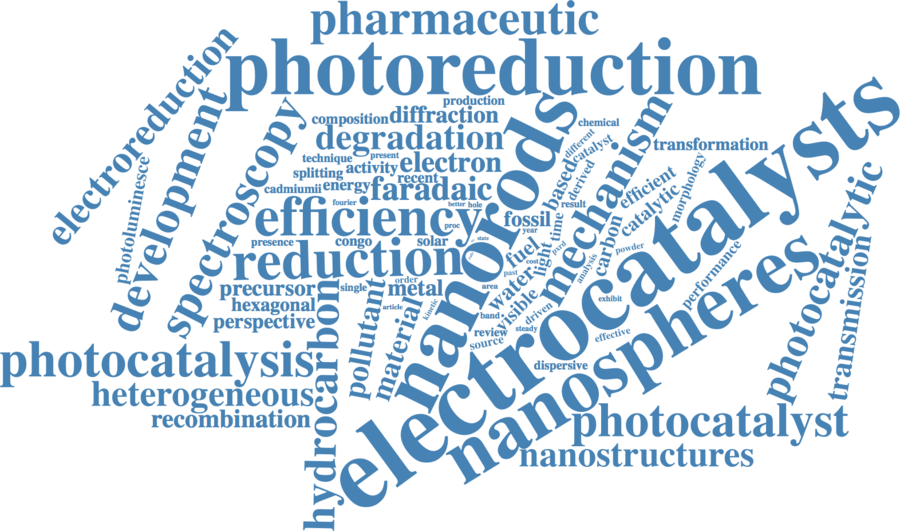 pharmaceutic
photoreduction
electroreduction
development
spectroscopy
photoluminescence
production
composition
diffraction
degradation
technique
present
splitting
activity
electron
cadmiumii
energy
recent
faradaic
fourier
better
hole
efficiency
proc
presence
congo
solar
reduction
nanorods
chemical
different
catalyst
based
derived
result
mechanism
transformation
efficient
catalytic
morphology
fossil
year
time
state
fuel
light
carbon
powder
water
past
cost
analysis
performance
precursor
single
order
metal
area
hexagonal
article
kinetic
band
visible
driven
exhibit
perspective
pollutant
material
review
steady
source
effective
electrocatalysts
nanospheres
photocatalytic
transmission
photocatalysis
dispersive
heterogeneous
recombination
hydrocarbon
photocatalyst
nanostructures